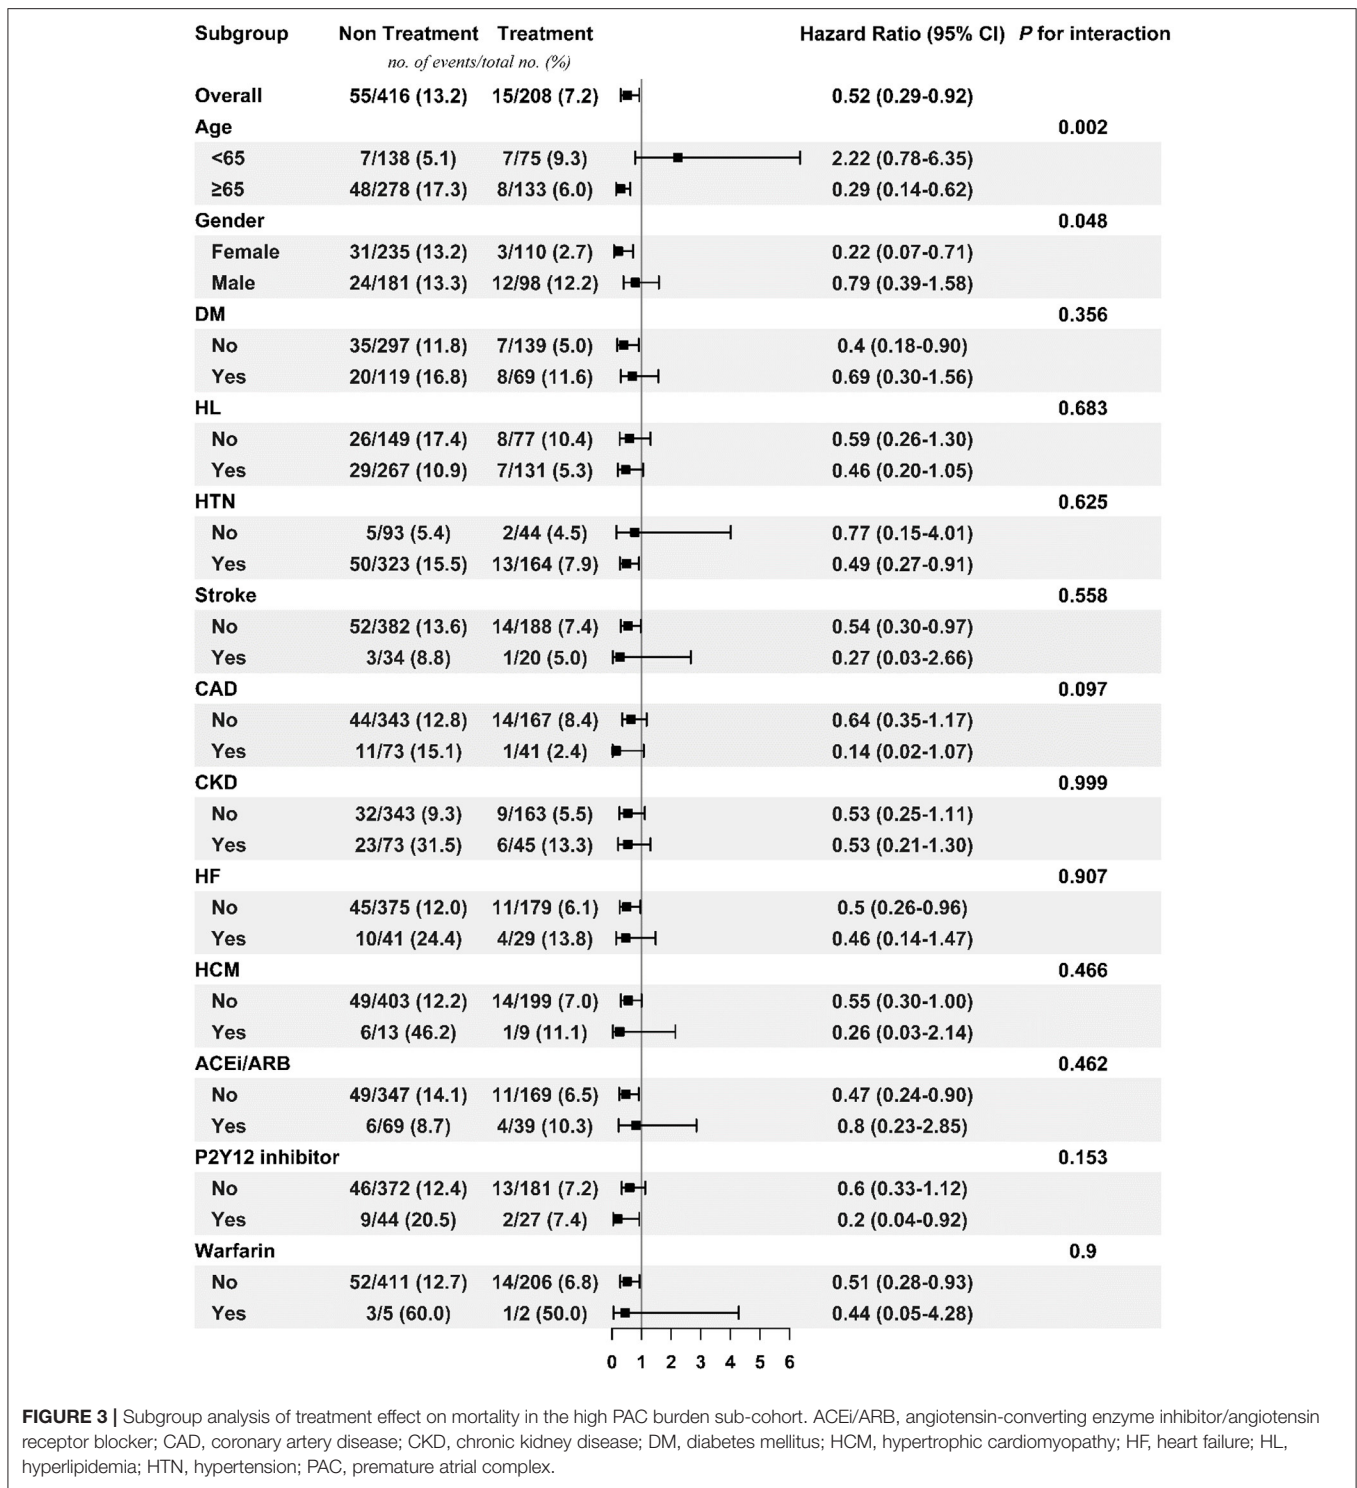 Subgroup Non Treatment Treatment Hazard Ratio (95% CI) P for interaction
no. of events/total no. (%)
Overall 55/416 (13.2) 15/208 (7.2) 0.52 (0.29-0.92)
Age 0.002
<65 7/138 (5.1) 7/75 (9.3) 2.22 (0.78-6.35)
≥65 48/278 (17.3) 8/133 (6.0) 0.29 (0.14-0.62)
Gender 0.048
Female 31/235 (13.2) 3/110 (2.7) 0.22 (0.07-0.71)
Male 24/181 (13.3) 12/98 (12.2) 0.79 (0.39-1.58)
DM 0.356
No 35/297 (11.8) 7/139 (5.0) 0.4 (0.18-0.90)
Yes 20/119 (16.8) 8/69 (11.6) 0.69 (0.30-1.56)
HL 0.683
No 26/149 (17.4) 8/77 (10.4) 0.59 (0.26-1.30)
Yes 29/267 (10.9) 7/131 (5.3) 0.46 (0.20-1.05)
HTN 0.625
No 5/93 (5.4) 2/44 (4.5) 0.77 (0.15-4.01)
Yes 50/323 (15.5) 13/164 (7.9) 0.49 (0.27-0.91)
Stroke 0.558
No 52/382 (13.6) 14/188 (7.4) 0.54 (0.30-0.97)
Yes 3/34 (8.8) 1/20 (5.0) 0.27 (0.03-2.66)
CAD 0.097
No 44/343 (12.8) 14/167 (8.4) 0.64 (0.35-1.17)
Yes 11/73 (15.1) 1/41 (2.4) 0.14 (0.02-1.07)
CKD 0.999
No 32/343 (9.3) 9/163 (5.5) 0.53 (0.25-1.11)
Yes 23/73 (31.5) 6/45 (13.3) 0.53 (0.21-1.30)
HF 0.907
No 45/375 (12.0) 11/179 (6.1) 0.5 (0.26-0.96)
Yes 10/41 (24.4) 4/29 (13.8) 0.46 (0.14-1.47)
HCM 0.466
No 49/403 (12.2) 14/199 (7.0) 0.55 (0.30-1.00)
Yes 6/13 (46.2) 1/9 (11.1) 0.26 (0.03-2.14)
ACEi/ARB 0.462
No 49/347 (14.1) 11/169 (6.5) 0.47 (0.24-0.90)
Yes 6/69 (8.7) 4/39 (10.3) 0.8 (0.23-2.85)
P2Y12 inhibitor 0.153
No 46/372 (12.4) 13/181 (7.2) 0.6 (0.33-1.12)
Yes 9/44 (20.5) 2/27 (7.4) 0.2 (0.04-0.92)
Warfarin 0.9
No 52/411 (12.7) 14/206 (6.8) 0.51 (0.28-0.93)
Yes 3/5 (60.0) 1/2 (50.0) 0.44 (0.05-4.28)
0 1 2 3 4 5 6
FIGURE 3 | Subgroup analysis of treatment effect on mortality in the high PAC burden sub-cohort. ACEi/ARB, angiotensin-converting enzyme inhibitor/angiotensin
receptor blocker; CAD, coronary artery disease; CKD, chronic kidney disease; DM, diabetes mellitus; HCM, hypertrophic cardiomyopathy; HF, heart failure; HL,
hyperlipidemia; HTN, hypertension; PAC, premature atrial complex.